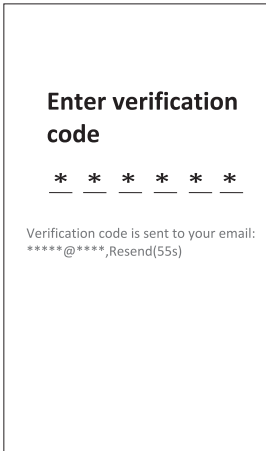 Enter verification
code
* * * * * *
Verification code is sent to your email:
*****@****,Resend(55s)